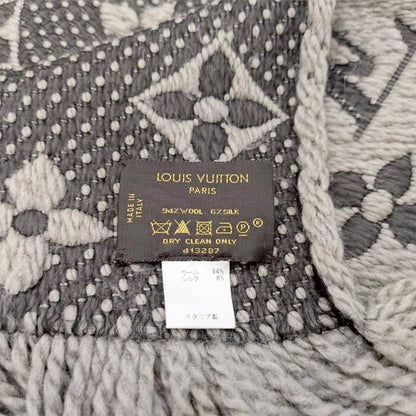 LOUIS VUITTON
PARIS
MADE IN
ITALY
94%WOOL 6%SILK
P
DRY CLEAN ONLY
d13287
ウール 94%
シルク 6%
イタリア製